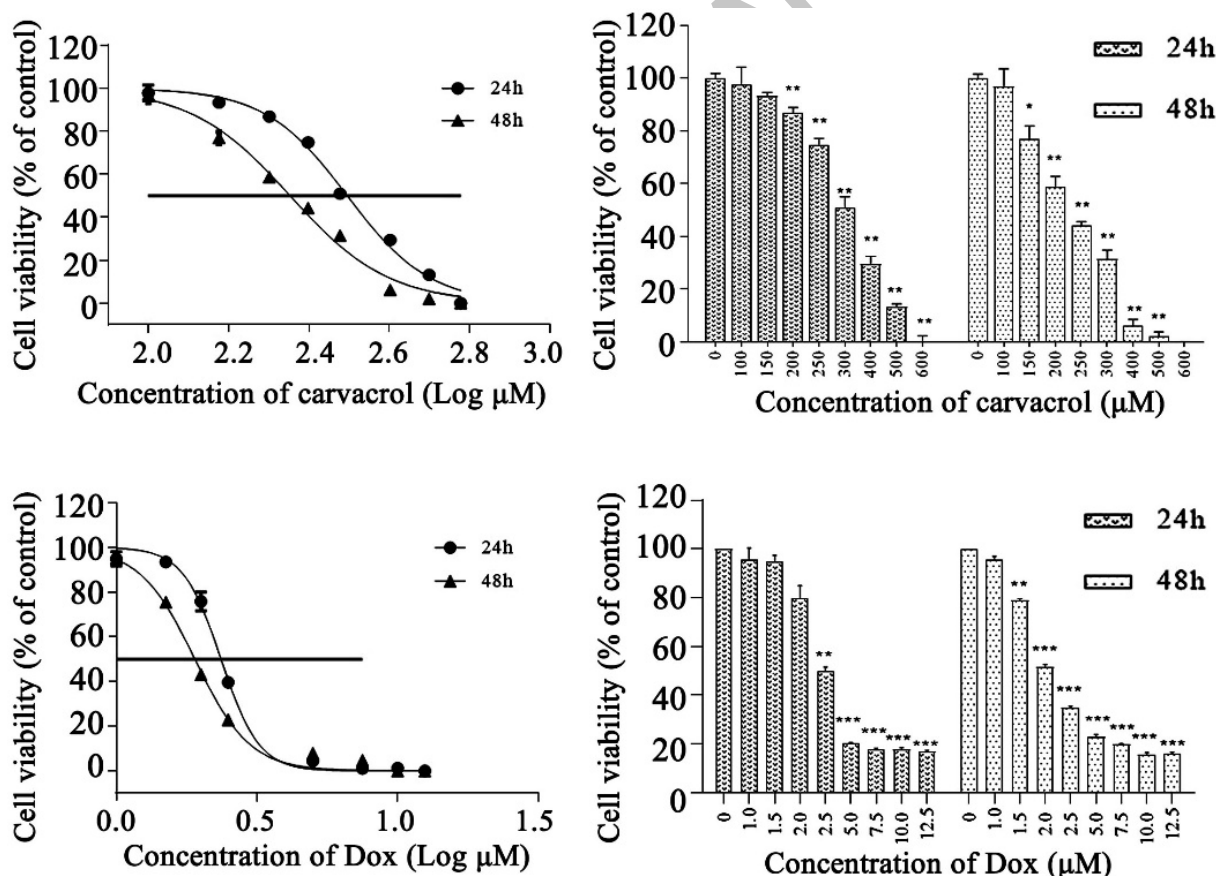 Cell viability (% of control)
120
100
80
60
40
20
0
24h
48h
2.0 2.2 2.4 2.6 2.8 3.0
Concentration of carvacrol (Log µM)
Cell viability (% of control)
120
100
80
60
40
20
0
24h
48h
** ** ** ** ** **
* ** ** ** ** **
0 100 150 200 250 300 400 500 600 0 100 150 200 250 300 400 500 600
Concentration of carvacrol (µM)
Cell viability (% of control)
120
100
80
60
40
20
0
24h
48h
0.0 0.5 1.0 1.5
Concentration of Dox (Log µM)
Cell viability (% of control)
120
100
80
60
40
20
0
24h
48h
** *** *** *** ***
** *** *** *** *** *** ***
0 1.0 1.5 2.0 2.5 5.0 7.5 10.0 12.5 0 1.0 1.5 2.0 2.5 5.0 7.5 10.0 12.5
Concentration of Dox (µM)